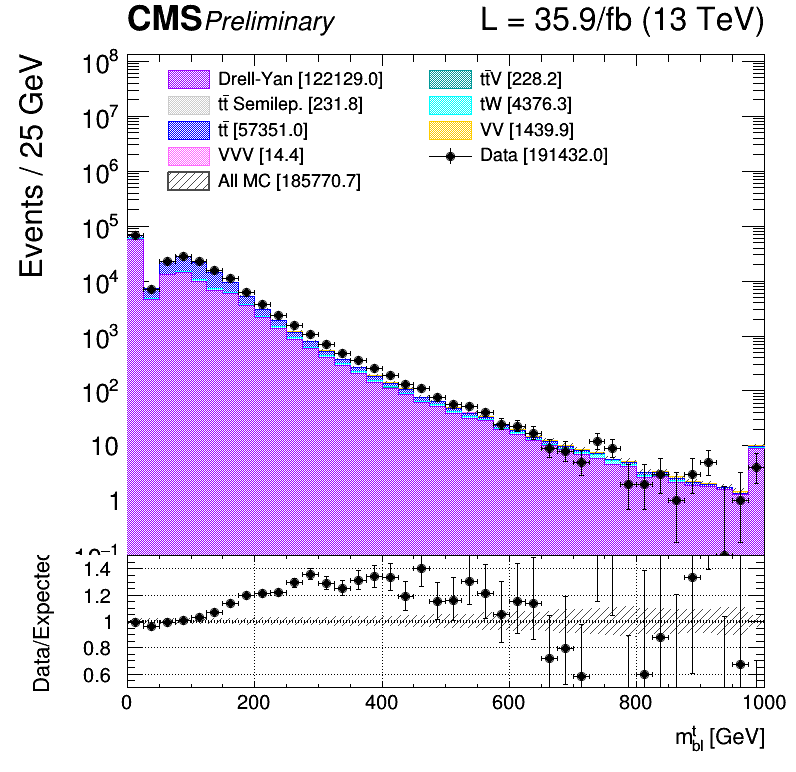 CMS Preliminary L = 35.9/fb (13 TeV)
Events / 25 GeV
10⁸
10⁷
10⁶
10⁵
10⁴
10³
10²
10
1
10⁻¹
Drell-Yan [122129.0]
tt̄ Semilep. [231.8]
tt̄ [57351.0]
VVV [14.4]
All MC [185770.7]
tt̄V [228.2]
tW [4376.3]
VV [1439.9]
Data [191432.0]
Data/Expected
1.4
1.2
1
0.8
0.6
0 200 400 600 800 1000
mᵗbl [GeV]